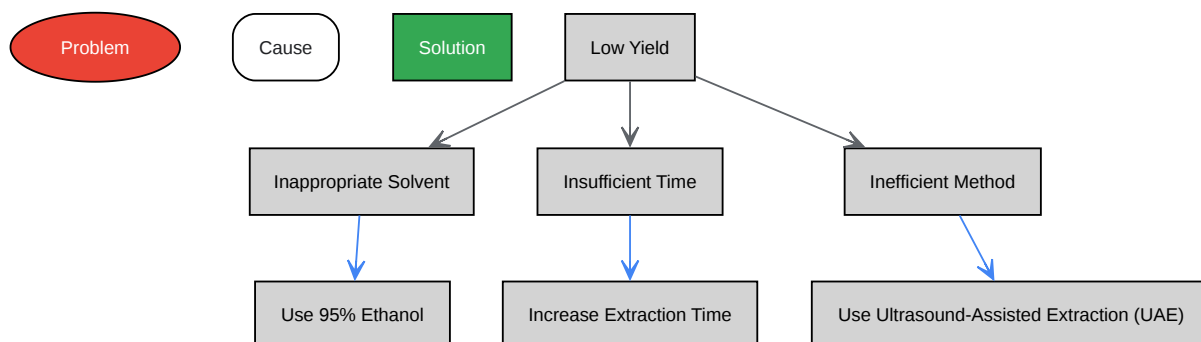 Problem
Cause
Solution
Low Yield
Inappropriate Solvent
Insufficient Time
Inefficient Method
Use 95% Ethanol
Increase Extraction Time
Use Ultrasound-Assisted Extraction (UAE)